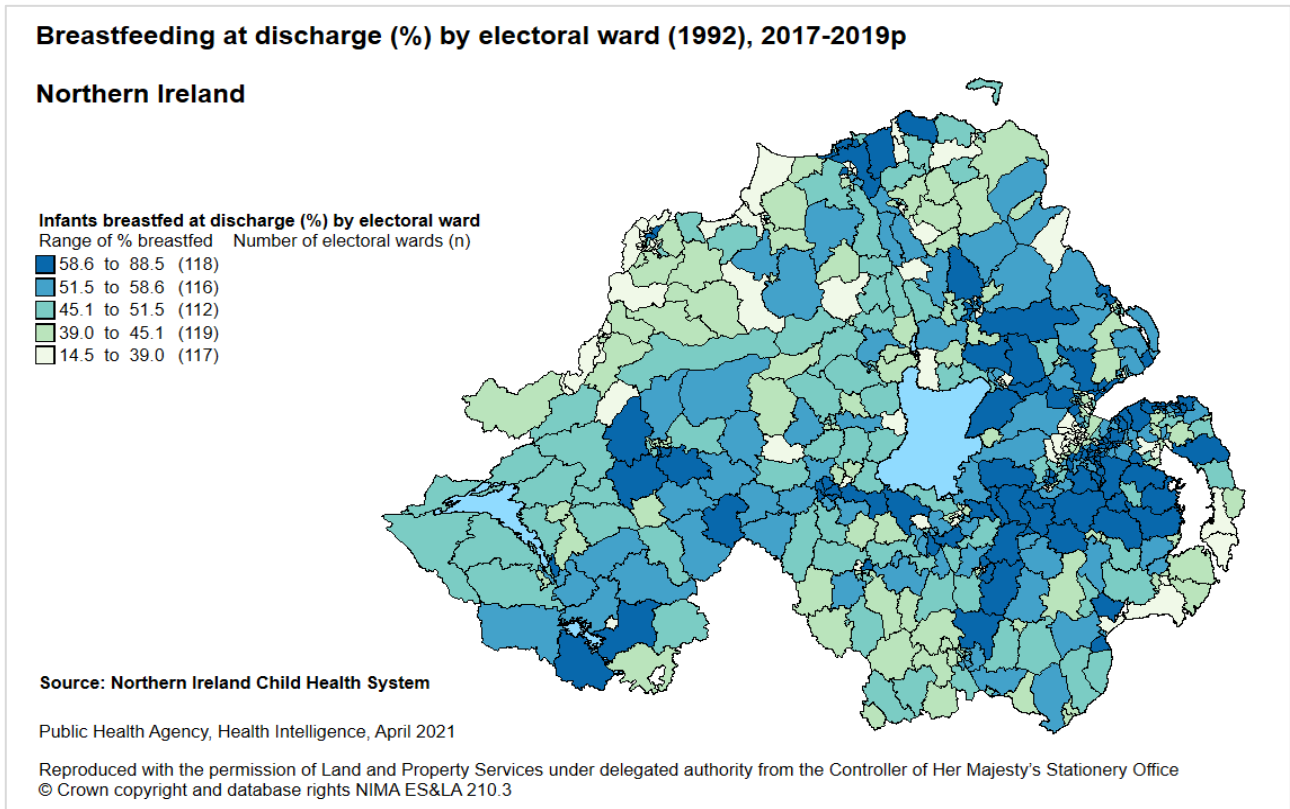 Breastfeeding at discharge (%) by electoral ward (1992), 2017-2019p
Northern Ireland
Infants breastfed at discharge (%) by electoral ward
Range of % breastfed Number of electoral wards (n)
58.6 to 88.5 (118)
51.5 to 58.6 (116)
45.1 to 51.5 (112)
39.0 to 45.1 (119)
14.5 to 39.0 (117)
Source: Northern Ireland Child Health System
Public Health Agency, Health Intelligence, April 2021
Reproduced with the permission of Land and Property Services under delegated authority from the Controller of Her Majesty's Stationery Office
© Crown copyright and database rights NIMA ES&LA 210.3